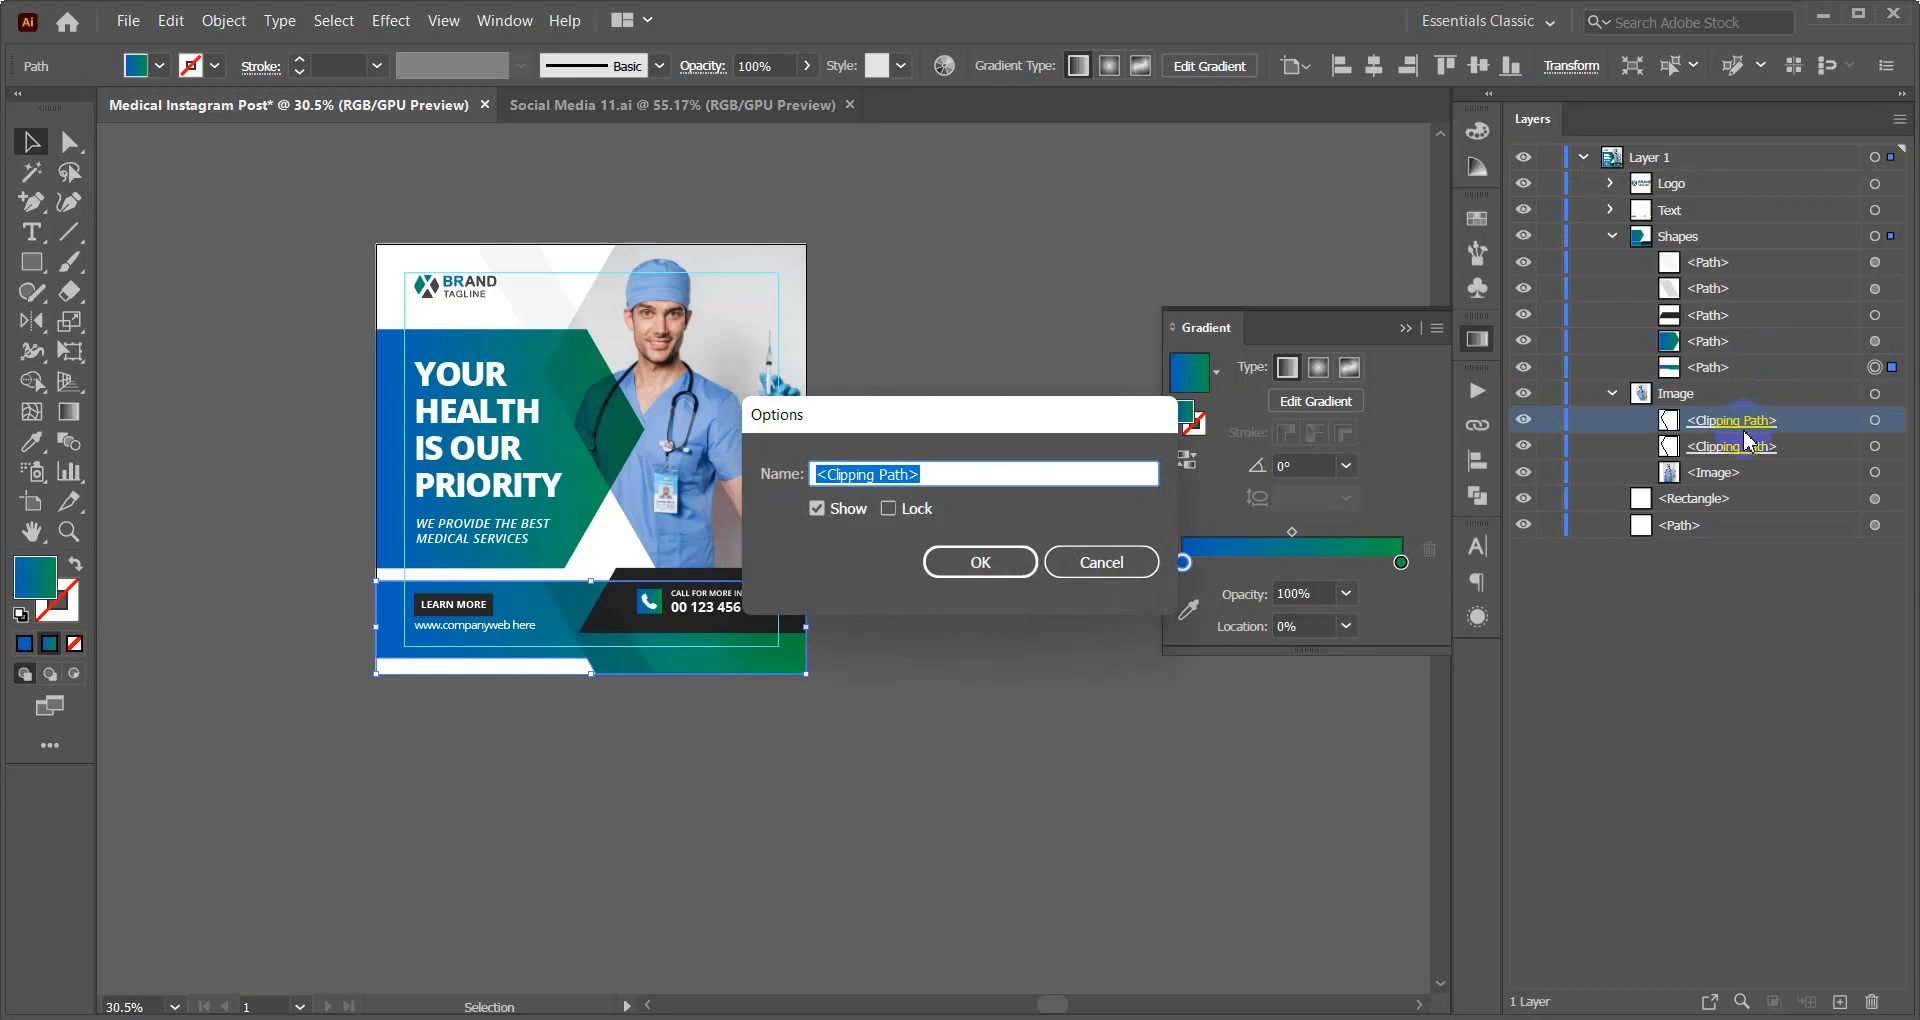 Ai File Edit Object Type Select Effect View Window Help Essentials Classic Search Adobe Stock
Path Stroke: Basic Opacity: 100% Style: Gradient Type: Edit Gradient Transform
Medical Instagram Post* @ 30.5% (RGB/GPU Preview) Social Media 11.ai @ 55.17% (RGB/GPU Preview)
Layers
Layer 1
Logo
Text
Shapes
<Path>
<Path>
<Path>
<Path>
<Path>
Image
<Clipping Path>
<Clipping Path>
<Image>
<Rectangle>
<Path>
BRAND
TAGLINE
YOUR
HEALTH
IS OUR
PRIORITY
WE PROVIDE THE BEST
MEDICAL SERVICES
LEARN MORE
www.companyweb here
CALL FOR MORE IN
00 123 456
Gradient
Type:
Edit Gradient
Stroke:
0°
Opacity: 100%
Location: 0%
Options
Name: <Clipping Path>
Show Lock
OK Cancel
30.5% 1 Selection
1 Layer